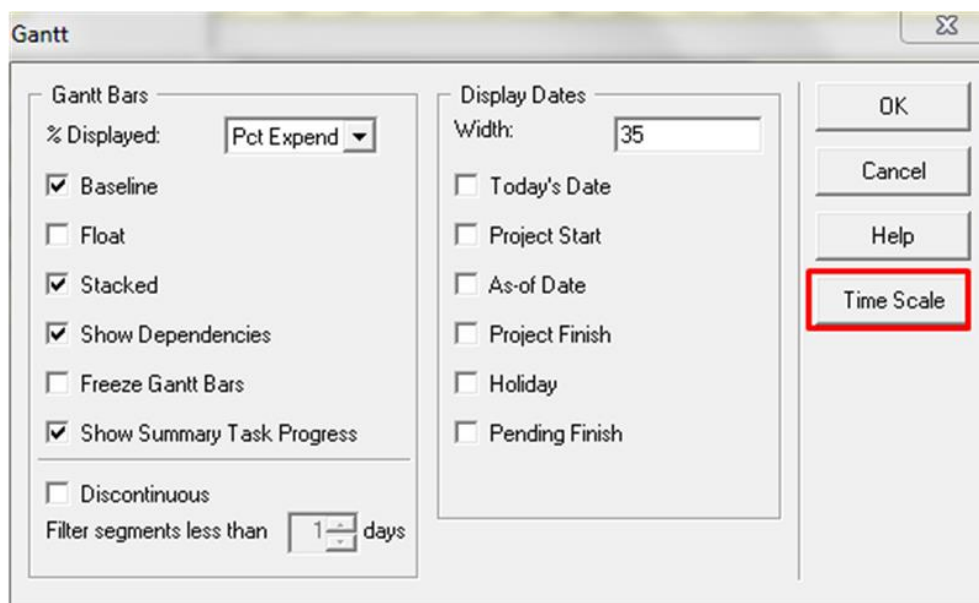 Gantt
Gantt Bars
% Displayed: Pct Expend
Baseline
Float
Stacked
Show Dependencies
Freeze Gantt Bars
Show Summary Task Progress
Discontinuous
Filter segments less than 1 days
Display Dates
Width: 35
Today's Date
Project Start
As-of Date
Project Finish
Holiday
Pending Finish
OK
Cancel
Help
Time Scale